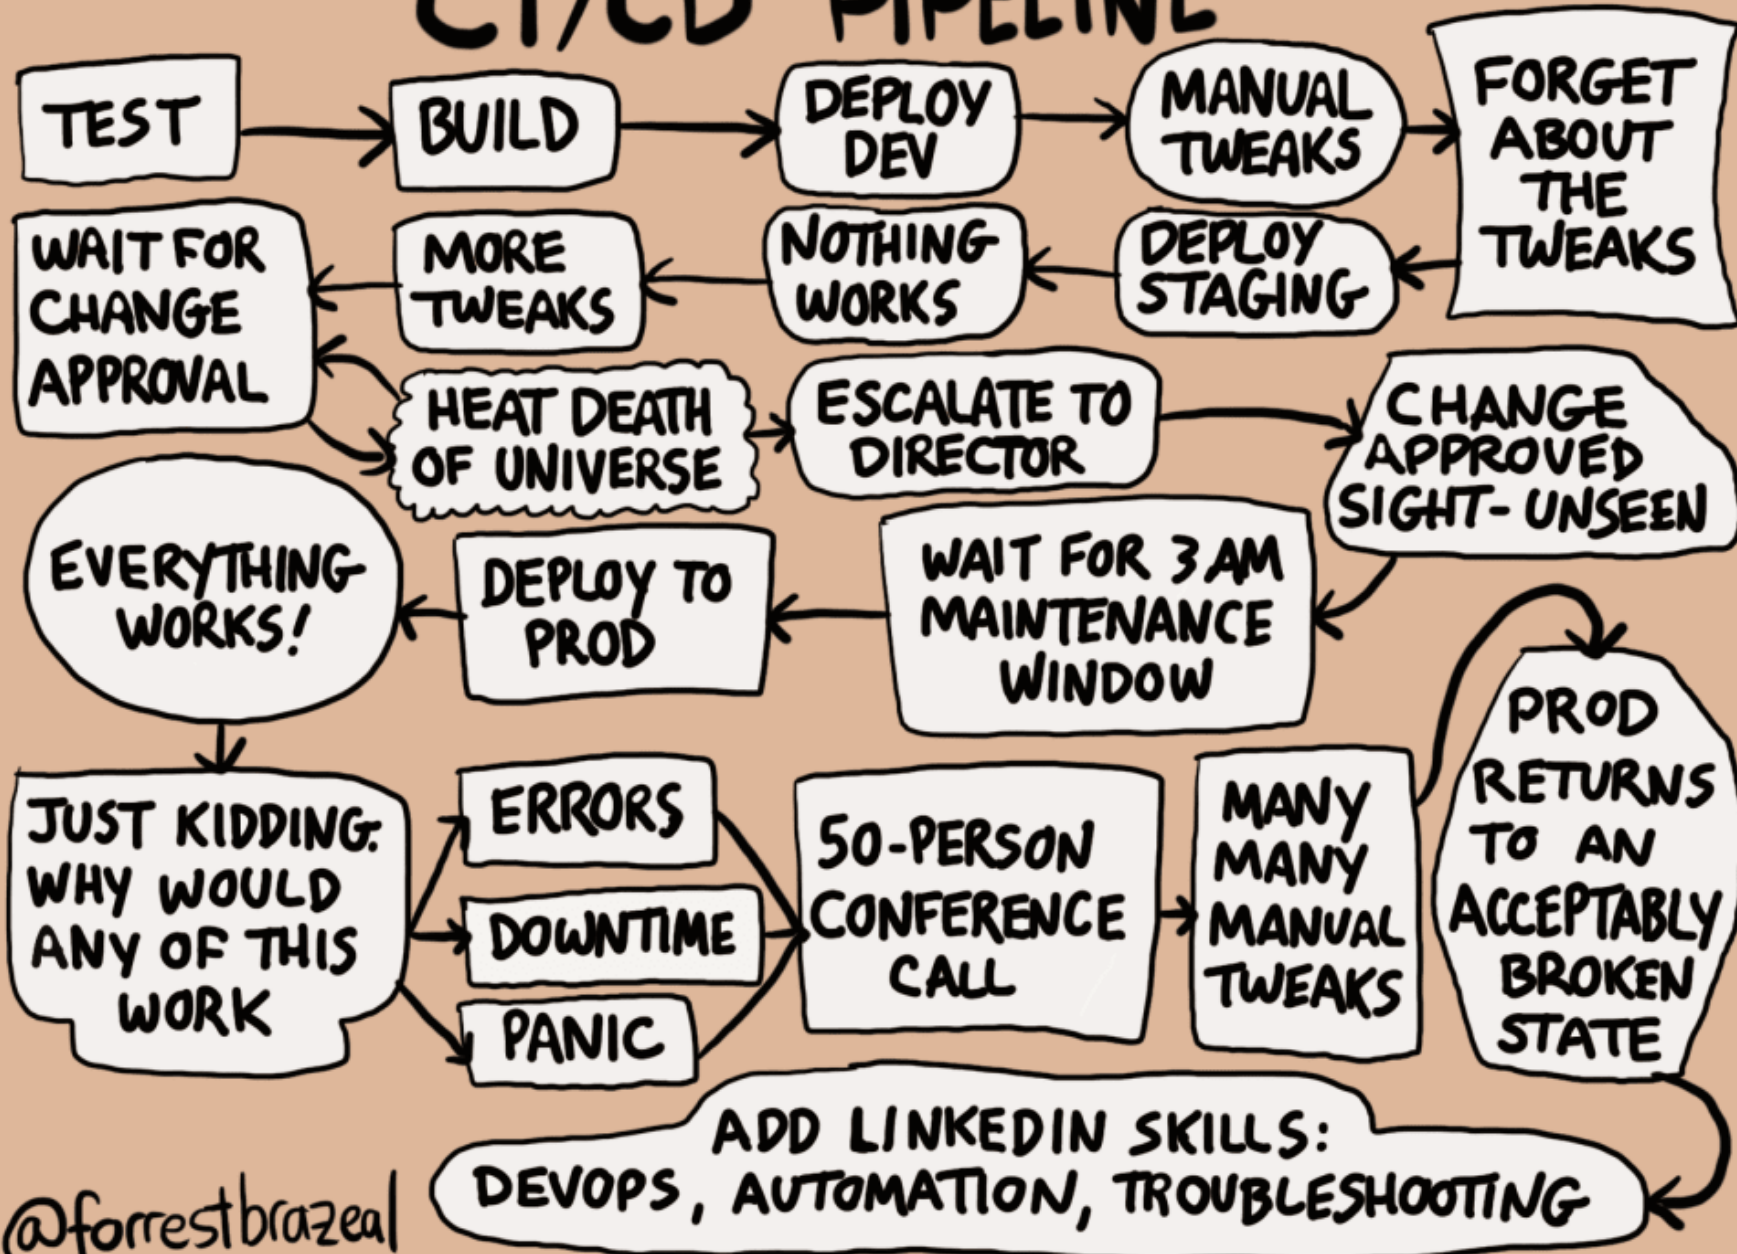 CI/CD PIPELINE
TEST
BUILD
DEPLOY
DEV
MANUAL
TWEAKS
FORGET
ABOUT
THE
TWEAKS
DEPLOY
STAGING
NOTHING
WORKS
MORE
TWEAKS
WAIT FOR
CHANGE
APPROVAL
HEAT DEATH
OF UNIVERSE
ESCALATE TO
DIRECTOR
CHANGE
APPROVED
SIGHT-UNSEEN
WAIT FOR 3 AM
MAINTENANCE
WINDOW
DEPLOY TO
PROD
EVERYTHING
WORKS!
JUST KIDDING.
WHY WOULD
ANY OF THIS
WORK
ERRORS
DOWNTIME
PANIC
50-PERSON
CONFERENCE
CALL
MANY
MANY
MANUAL
TWEAKS
PROD
RETURNS
TO AN
ACCEPTABLY
BROKEN
STATE
ADD LINKEDIN SKILLS:
DEVOPS, AUTOMATION, TROUBLESHOOTING
@forrestbrazeal